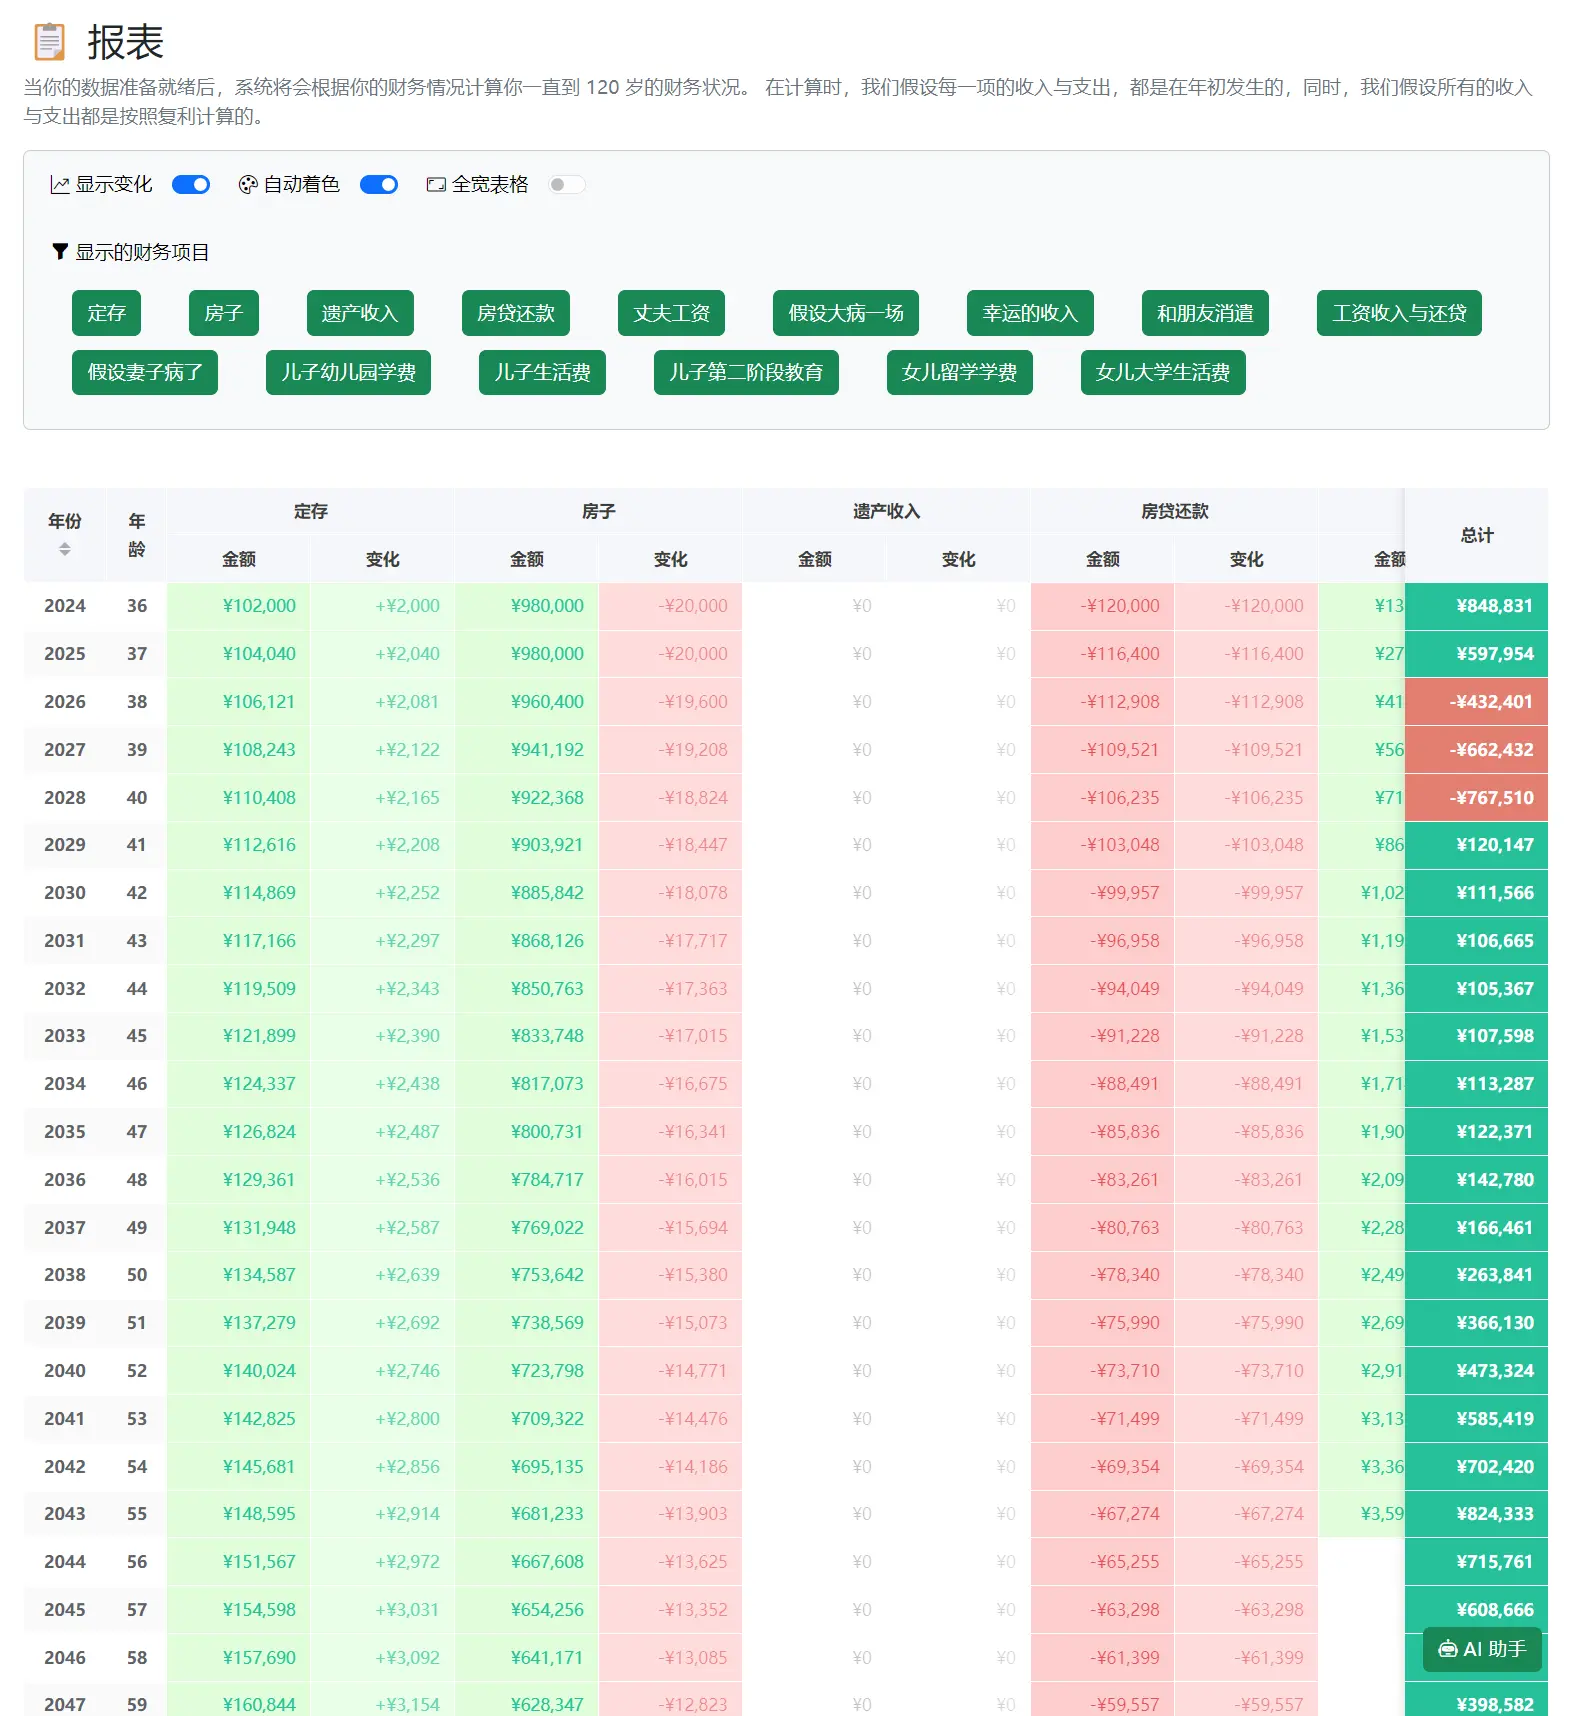 报表
当你的数据准备就绪后，系统将会根据你的财务情况计算你一直到 120 岁的财务状况。 在计算时，我们假设每一项的收入与支出，都是在年初发生的，同时，我们假设所有的收入
与支出都是按照复利计算的。
显示变化 自动着色 全宽表格
显示的财务项目
定存 房子 遗产收入 房贷还款 丈夫工资 假设大病一场 幸运的收入 和朋友消遣 工资收入与还贷
假设妻子病了 儿子幼儿园学费 儿子生活费 儿子第二阶段教育 女儿留学学费 女儿大学生活费
年份 年龄 定存 房子 遗产收入 房贷还款 总计
金额 变化 金额 变化 金额 变化 金额 变化 金额
2024 36 ¥102,000 +¥2,000 ¥980,000 -¥20,000 ¥0 ¥0 -¥120,000 -¥120,000 ¥13 ¥848,831
2025 37 ¥104,040 +¥2,040 ¥980,000 -¥20,000 ¥0 ¥0 -¥116,400 -¥116,400 ¥27 ¥597,954
2026 38 ¥106,121 +¥2,081 ¥960,400 -¥19,600 ¥0 ¥0 -¥112,908 -¥112,908 ¥41 -¥432,401
2027 39 ¥108,243 +¥2,122 ¥941,192 -¥19,208 ¥0 ¥0 -¥109,521 -¥109,521 ¥56 -¥662,432
2028 40 ¥110,408 +¥2,165 ¥922,368 -¥18,824 ¥0 ¥0 -¥106,235 -¥106,235 ¥71 -¥767,510
2029 41 ¥112,616 +¥2,208 ¥903,921 -¥18,447 ¥0 ¥0 -¥103,048 -¥103,048 ¥86 ¥120,147
2030 42 ¥114,869 +¥2,252 ¥885,842 -¥18,078 ¥0 ¥0 -¥99,957 -¥99,957 ¥1,02 ¥111,566
2031 43 ¥117,166 +¥2,297 ¥868,126 -¥17,717 ¥0 ¥0 -¥96,958 -¥96,958 ¥1,19 ¥106,665
2032 44 ¥119,509 +¥2,343 ¥850,763 -¥17,363 ¥0 ¥0 -¥94,049 -¥94,049 ¥1,36 ¥105,367
2033 45 ¥121,899 +¥2,390 ¥833,748 -¥17,015 ¥0 ¥0 -¥91,228 -¥91,228 ¥1,53 ¥107,598
2034 46 ¥124,337 +¥2,438 ¥817,073 -¥16,675 ¥0 ¥0 -¥88,491 -¥88,491 ¥1,71 ¥113,287
2035 47 ¥126,824 +¥2,487 ¥800,731 -¥16,341 ¥0 ¥0 -¥85,836 -¥85,836 ¥1,90 ¥122,371
2036 48 ¥129,361 +¥2,536 ¥784,717 -¥16,015 ¥0 ¥0 -¥83,261 -¥83,261 ¥2,09 ¥142,780
2037 49 ¥131,948 +¥2,587 ¥769,022 -¥15,694 ¥0 ¥0 -¥80,763 -¥80,763 ¥2,28 ¥166,461
2038 50 ¥134,587 +¥2,639 ¥753,642 -¥15,380 ¥0 ¥0 -¥78,340 -¥78,340 ¥2,49 ¥263,841
2039 51 ¥137,279 +¥2,692 ¥738,569 -¥15,073 ¥0 ¥0 -¥75,990 -¥75,990 ¥2,69 ¥366,130
2040 52 ¥140,024 +¥2,746 ¥723,798 -¥14,771 ¥0 ¥0 -¥73,710 -¥73,710 ¥2,91 ¥473,324
2041 53 ¥142,825 +¥2,800 ¥709,322 -¥14,476 ¥0 ¥0 -¥71,499 -¥71,499 ¥3,13 ¥585,419
2042 54 ¥145,681 +¥2,856 ¥695,135 -¥14,186 ¥0 ¥0 -¥69,354 -¥69,354 ¥3,36 ¥702,420
2043 55 ¥148,595 +¥2,914 ¥681,233 -¥13,903 ¥0 ¥0 -¥67,274 -¥67,274 ¥3,59 ¥824,333
2044 56 ¥151,567 +¥2,972 ¥667,608 -¥13,625 ¥0 ¥0 -¥65,255 -¥65,255 ¥715,761
2045 57 ¥154,598 +¥3,031 ¥654,256 -¥13,352 ¥0 ¥0 -¥63,298 -¥63,298 ¥608,666
2046 58 ¥157,690 +¥3,092 ¥641,171 -¥13,085 ¥0 ¥0 -¥61,399 -¥61,399 AI 助手
2047 59 ¥160,844 +¥3,154 ¥628,347 -¥12,823 ¥0 ¥0 -¥59,557 -¥59,557 ¥398,582